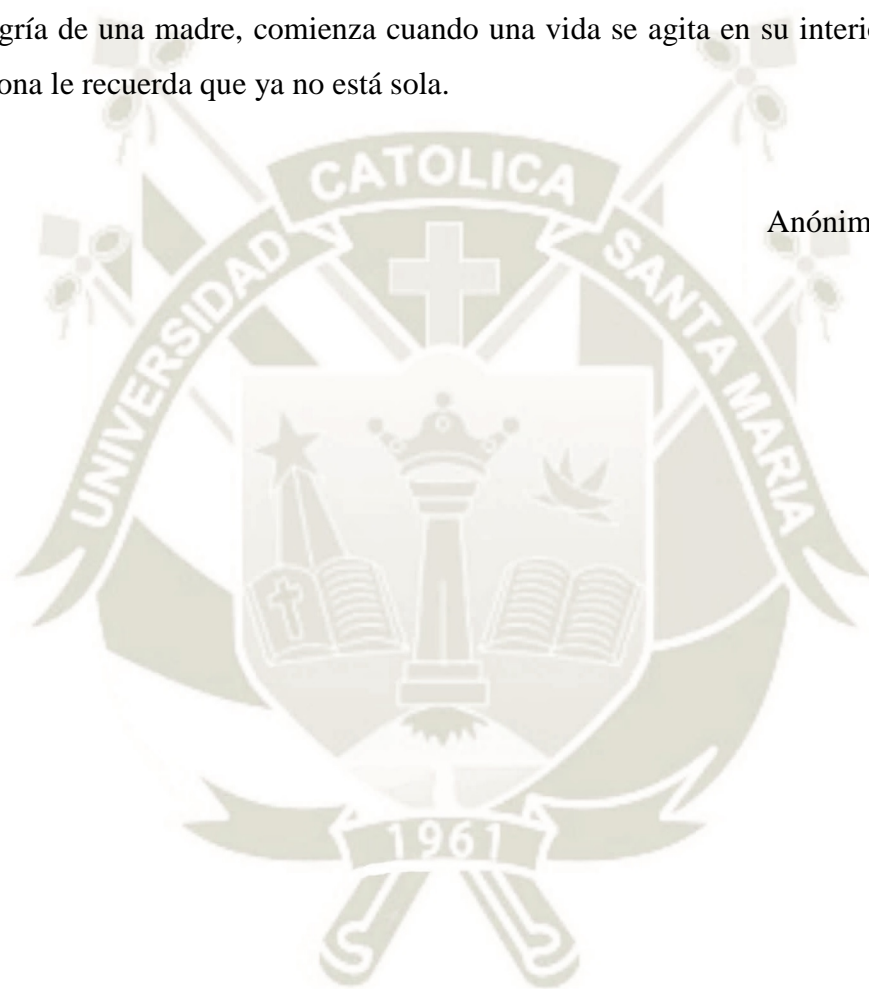 gría de una madre, comienza cuando una vida se agita en su interi
ona le recuerda que ya no está sola.
Anónim
UNIVERSIDAD CATOLICA SANTA MARIA
1961